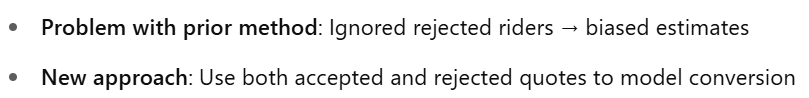 • Problem with prior method: Ignored rejected riders → biased estimates
• New approach: Use both accepted and rejected quotes to model conversion